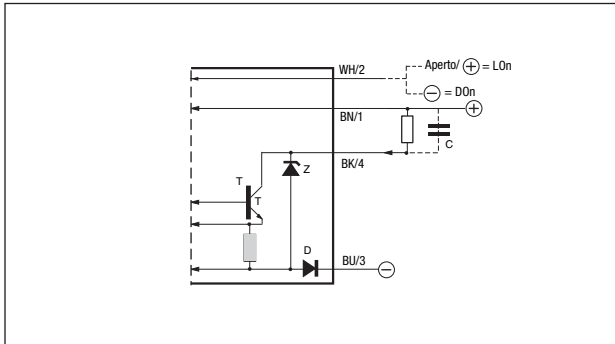 WH/2
Aperto/ + = LOn
− = DOn
BN/1
+
C
BK/4
Z
T
T
D
BU/3
−